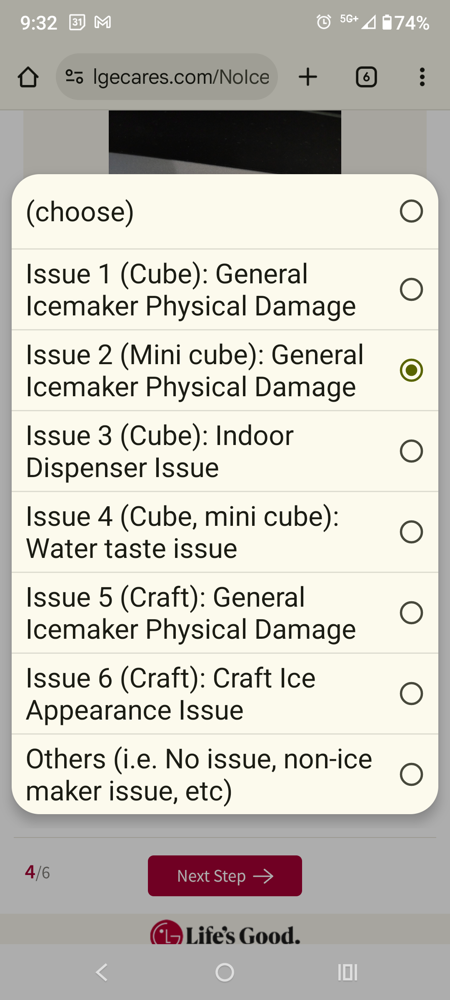 9:32 31 5G+ 74%
lgecares.com/NoIce 6
(choose)
Issue 1 (Cube): General
Icemaker Physical Damage
Issue 2 (Mini cube): General
Icemaker Physical Damage
Issue 3 (Cube): Indoor
Dispenser Issue
Issue 4 (Cube, mini cube):
Water taste issue
Issue 5 (Craft): General
Icemaker Physical Damage
Issue 6 (Craft): Craft Ice
Appearance Issue
Others (i.e. No issue, non-ice
maker issue, etc)
4/6 Next Step
LG Life's Good.